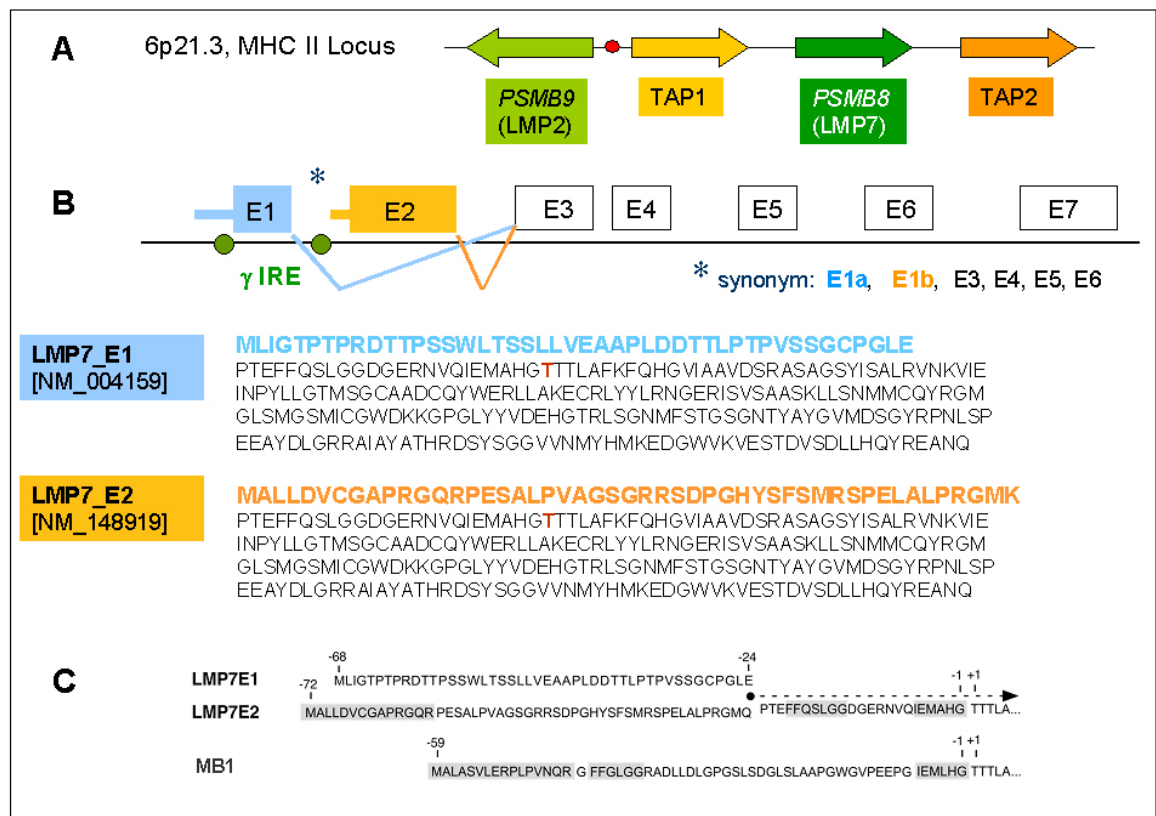 A
6p21.3, MHC II Locus
PSMB9
(LMP2)
TAP1
PSMB8
(LMP7)
TAP2
B
*
E1
E2
E3
E4
E5
E6
E7
γ IRE
* synonym: E1a, E1b, E3, E4, E5, E6
LMP7_E1
[NM_004159]
MLIGTPTPRDTTPSSWLTSSLLVEAAPLDDTTLPTPVSSGCPGLE
PTEFFQSLGGDGERNVQIEMAHGTTTLAFKFQHGVIAAVDSRASAGSYISALRVNKVIE
INPYLLGTMSGCAADCQYWERLLAKECRLYYLRNGERISVSAASKLLSNMMCQYRGM
GLSMGSMICGWDKKGPGLYYVDEHGTRLSGNMFSTGSGNTYAYGVMDSGYRPNLSP
EEAYDLGRRAIAYATHRDSYSGGVVNMYHMKEDGWVKVESTDVSDLLHQYREANQ
LMP7_E2
[NM_148919]
MALLDVCGAPRGQRPESALPVAGSGRRSDPGHYSFSMRSPELALPRGMK
PTEFFQSLGGDGERNVQIEMAHGTTTLAFKFQHGVIAAVDSRASAGSYISALRVNKVIE
INPYLLGTMSGCAADCQYWERLLAKECRLYYLRNGERISVSAASKLLSNMMCQYRGM
GLSMGSMICGWDKKGPGLYYVDEHGTRLSGNMFSTGSGNTYAYGVMDSGYRPNLSP
EEAYDLGRRAIAYATHRDSYSGGVVNMYHMKEDGWVKVESTDVSDLLHQYREANQ
C
-68
-24
LMP7E1
MLIGTPTPRDTTPSSWLTSSLLVEAAPLDDTTLPTPVSSGCPGLE
-1 +1
-72
LMP7E2
MALLDVCGAPRGQRPESALPVAGSGRRSDPGHYSFSMRSPELALPRGMQ PTEFFQSLGGDGERNVQIEMAHG TTTLA...
-59
-1 +1
MB1
MALASVLERPLPVNQR G FFGLGGRADLLDLGPGSLSDGLSLAAPGWGVPEEPG IEMLHG TTTLA...